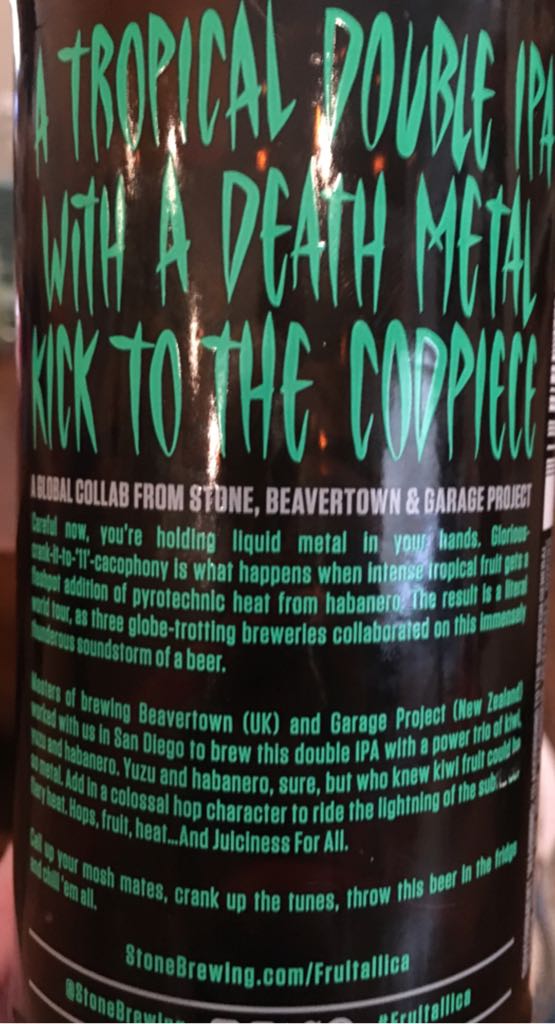 A TROPICAL DOUBLE IPA
WITH A DEATH METAL
KICK TO THE CODPIECE
A GLOBAL COLLAB FROM STONE, BEAVERTOWN & GARAGE PROJECT
Careful now, you're holding liquid metal in your hands. Glorious-
crank-it-to-'11'-cacophony is what happens when intense tropical fruit gets a
flashpot addition of pyrotechnic heat from habanero. The result is a literal
world tour, as three globe-trotting breweries collaborated on this immensely
thunderous soundstorm of a beer.
Masters of brewing Beavertown (UK) and Garage Project (New Zealand)
worked with us in San Diego to brew this double IPA with a power trio of kiwi,
yuzu and habanero. Yuzu and habanero, sure, but who knew kiwi fruit could be
so metal. Add in a colossal hop character to ride the lightning of the
fiery heat. Hops, fruit, heat...And Juiciness For All.
Call up your mosh mates, crank up the tunes, throw this beer in the fridge
and chill 'em all.
StoneBrewing.com/Fruitallica
@StoneBrewing
#Fruitallica